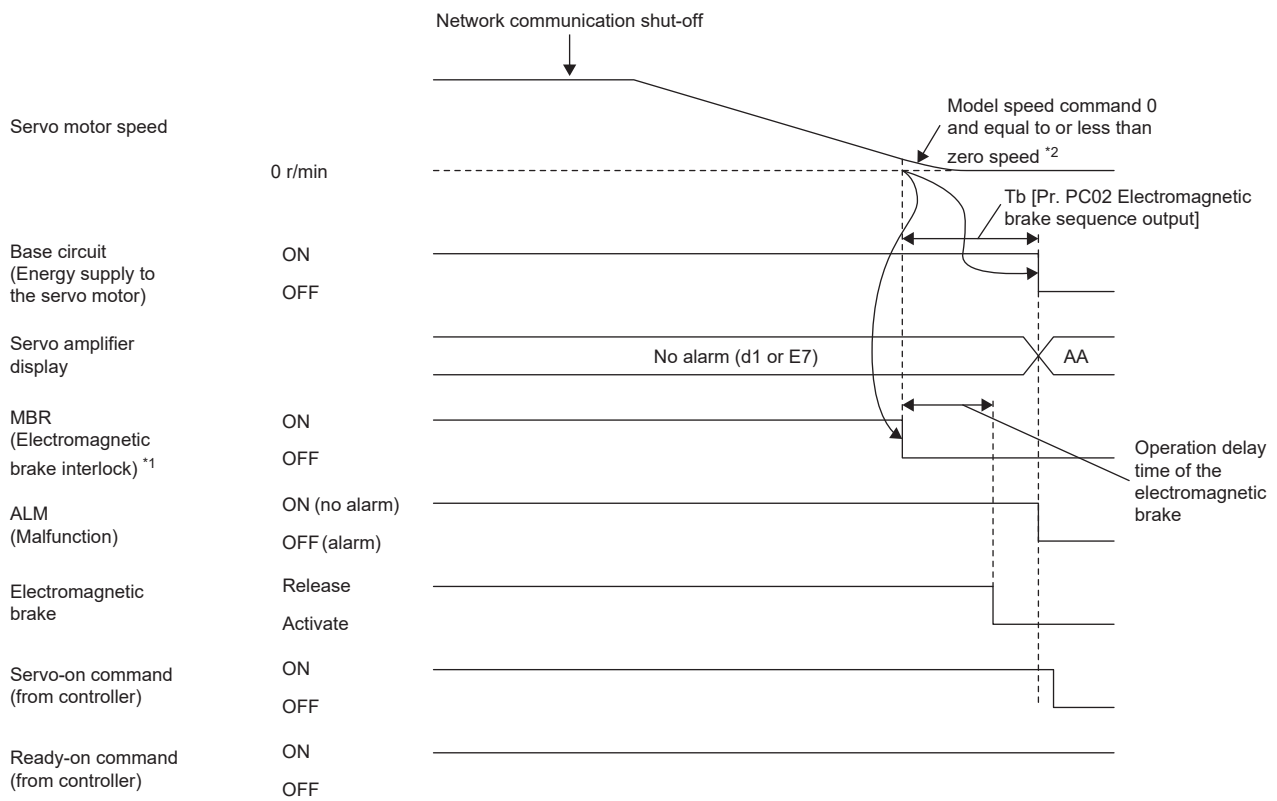 Network communication shut-off
Servo motor speed
0 r/min
Model speed command 0
and equal to or less than
zero speed *2
Tb [Pr. PC02 Electromagnetic
brake sequence output]
Base circuit
(Energy supply to
the servo motor)
ON
OFF
Servo amplifier
display
No alarm (d1 or E7)
AA
MBR
(Electromagnetic
brake interlock) *1
ON
OFF
Operation delay
time of the
electromagnetic
brake
ALM
(Malfunction)
ON (no alarm)
OFF (alarm)
Electromagnetic
brake
Release
Activate
Servo-on command
(from controller)
ON
OFF
Ready-on command
(from controller)
ON
OFF